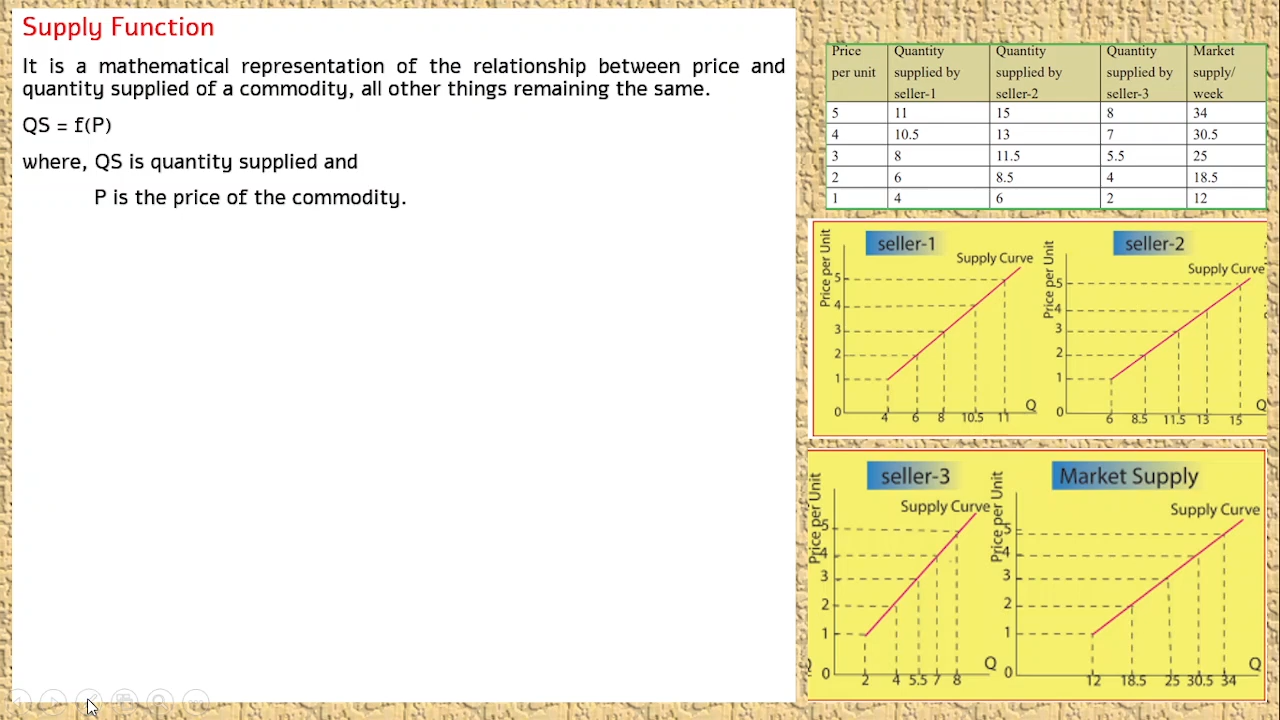 Supply Function
It is a mathematical representation of the relationship between price and
quantity supplied of a commodity, all other things remaining the same.
QS = f(P)
where, QS is quantity supplied and
P is the price of the commodity.
Price per unit Quantity supplied by seller-1 Quantity supplied by seller-2 Quantity supplied by seller-3 Market supply/ week
5 11 15 8 34
4 10.5 13 7 30.5
3 8 11.5 5.5 25
2 6 8.5 4 18.5
1 4 6 2 12
seller-1
Supply Curve
Price per Unit
5
4
3
2
1
0
4 6 8 10.5 11
Q
seller-2
Supply Curve
Price per Unit
5
4
3
2
1
0
6 8.5 11.5 13 15
Q
seller-3
Supply Curve
Price per Unit
5
4
3
2
1
0
2 4 5.5 7 8
Q
Market Supply
Supply Curve
Price per Unit
5
4
3
2
1
0
12 18.5 25 30.5 34
Q